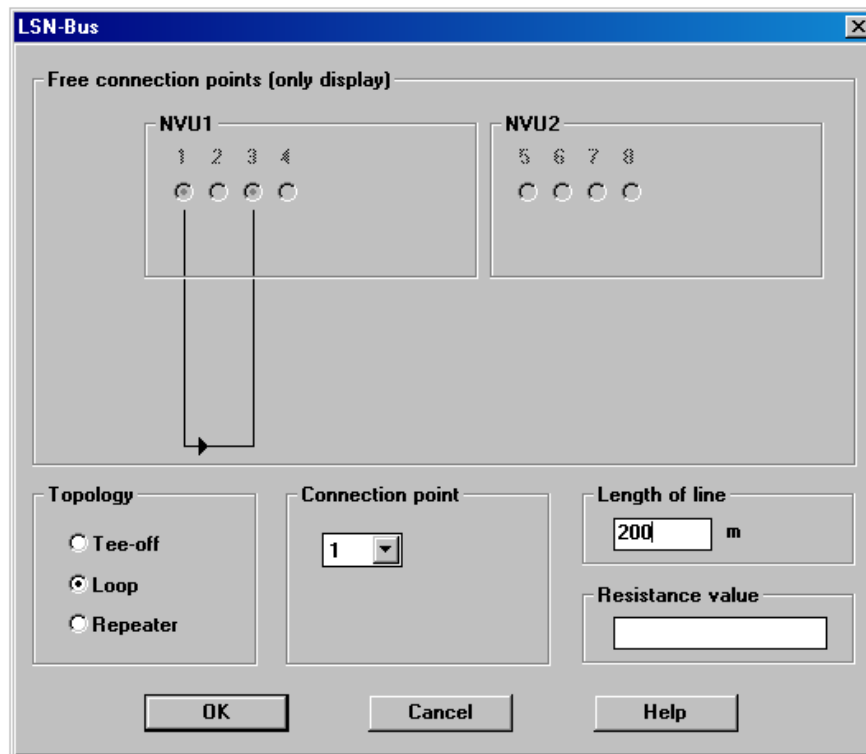 LSN-Bus
Free connection points (only display)
NVU1
NVU2
1 2 3 4
5 6 7 8
Topology
Tee-off
Loop
Repeater
Connection point
1
Length of line
200 m
Resistance value
OK
Cancel
Help